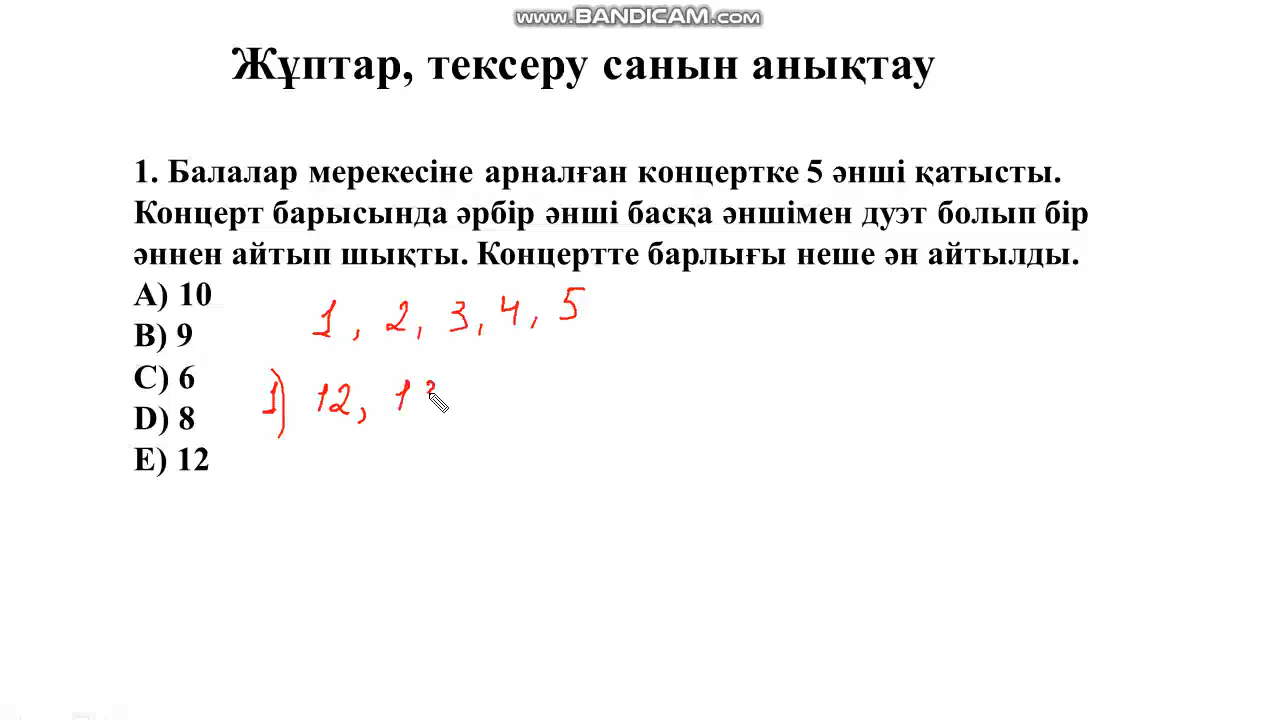 www.BANDICAM.com
Жұптар, тексеру санын анықтау
1. Балалар мерекесіне арналған концертке 5 әнші қатысты.
Концерт барысында әрбір әнші басқа әншімен дуэт болып бір
әннен айтып шықты. Концертте барлығы неше ән айтылды.
A) 10
B) 9
C) 6
D) 8
E) 12
1, 2, 3, 4, 5
1) 12, 1